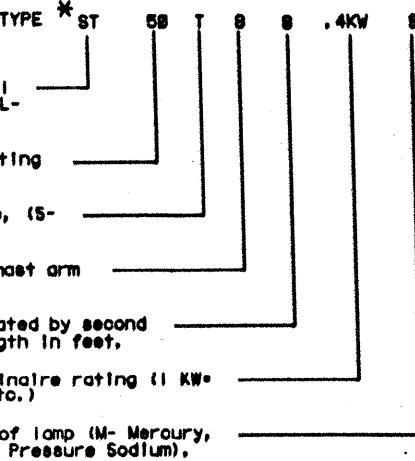 TYPE * ST 50 T 8 8 .4KW S
L-
ting
, (5-
mast arm
ated by second
gth in feet.
inaire rating (1 KW=
tc.)
of lamp (M- Mercury,
Pressure Sodium),